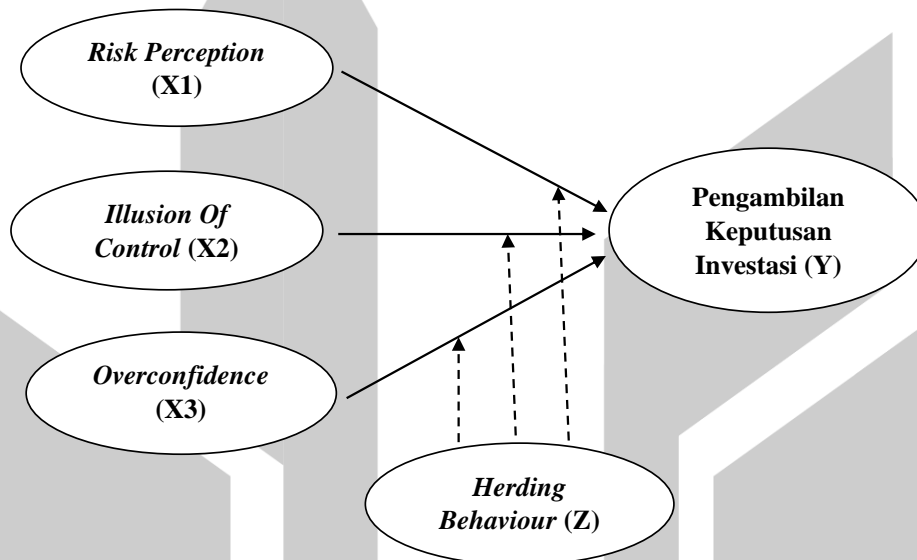 Risk Perception
(X1)
Illusion Of
Control (X2)
Pengambilan
Keputusan
Investasi (Y)
Overconfidence
(X3)
Herding
Behaviour (Z)